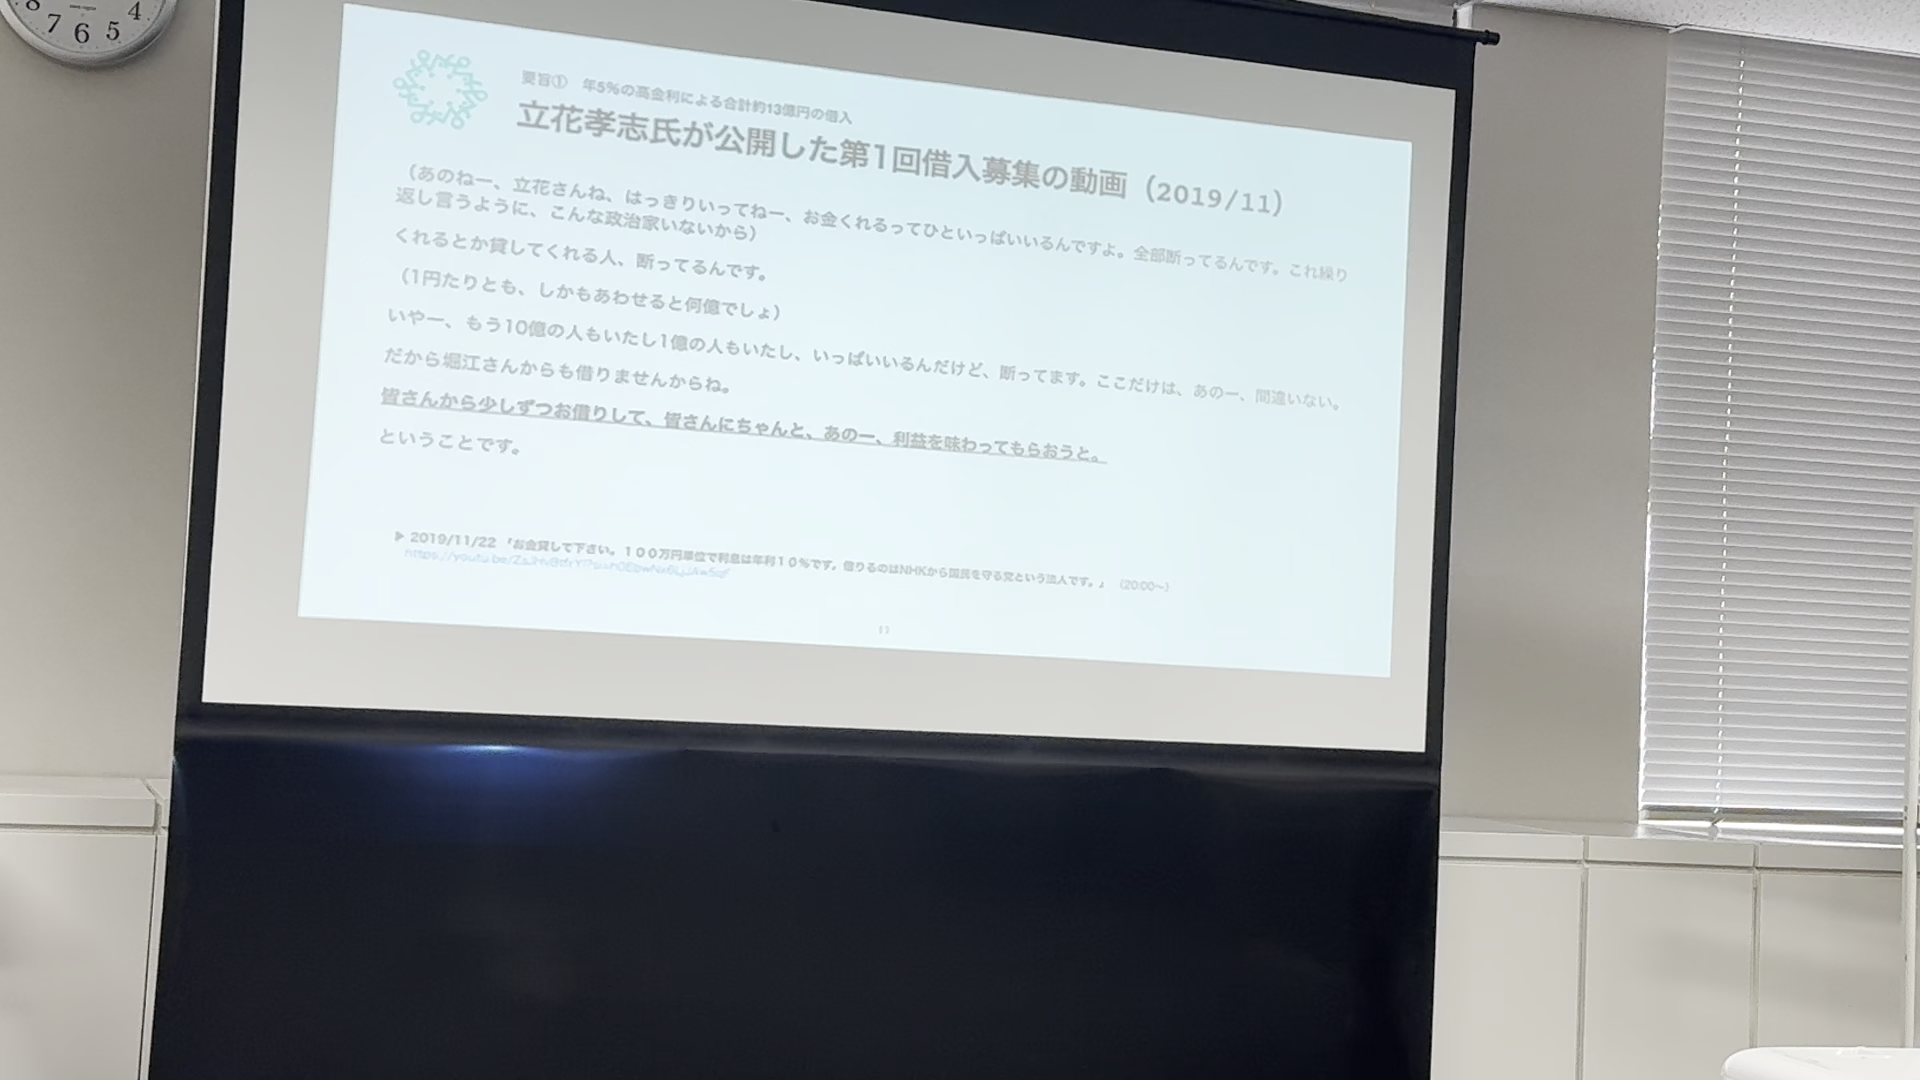 8 7 6 5 4
要旨① 年5%の高金利による合計約13億円の借入
立花孝志氏が公開した第1回借入募集の動画（2019/11）
（あのねー、立花さんね、はっきりいってねー、お金くれるってひといっぱいいるんですよ。全部断ってるんです。これ繰り
返し言うように、こんな政治家いないから）
くれるとか貸してくれる人、断ってるんです。
（1円たりとも、しかもあわせると何億でしょ）
いやー、もう10億の人もいたし1億の人もいたし、いっぱいいるんだけど、断ってます。ここだけは、あのー、間違いない。
だから堀江さんからも借りませんからね。
皆さんから少しずつお借りして、皆さんにちゃんと、あのー、利益を味わってもらおうと。
ということです。
▶ 2019/11/22 「お金貸して下さい。１００万円単位で利息は年利１０％です。借りるのはNHKから国民を守る党という法人です。」（20:00〜）
https://youtu.be/